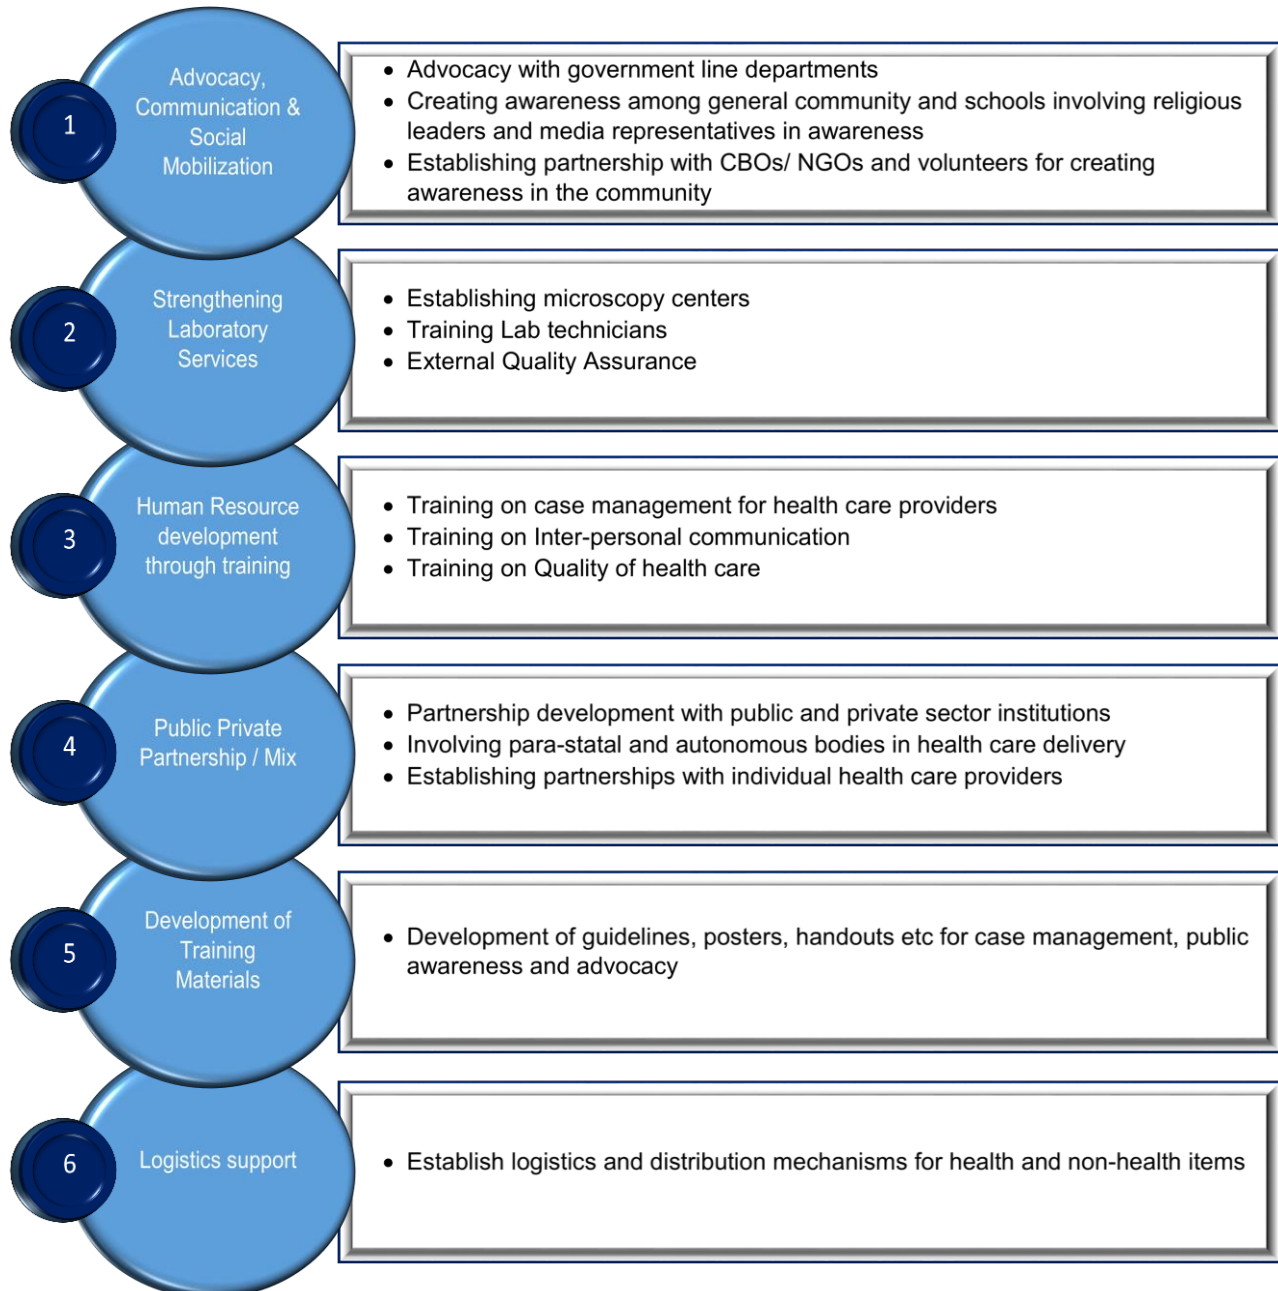 1
Advocacy,
Communication &
Social
Mobilization
• Advocacy with government line departments
• Creating awareness among general community and schools involving religious
leaders and media representatives in awareness
• Establishing partnership with CBOs/ NGOs and volunteers for creating
awareness in the community
2
Strengthening
Laboratory
Services
• Establishing microscopy centers
• Training Lab technicians
• External Quality Assurance
3
Human Resource
development
through training
• Training on case management for health care providers
• Training on Inter-personal communication
• Training on Quality of health care
4
Public Private
Partnership / Mix
• Partnership development with public and private sector institutions
• Involving para-statal and autonomous bodies in health care delivery
• Establishing partnerships with individual health care providers
5
Development of
Training
Materials
• Development of guidelines, posters, handouts etc for case management, public
awareness and advocacy
6
Logistics support
• Establish logistics and distribution mechanisms for health and non-health items